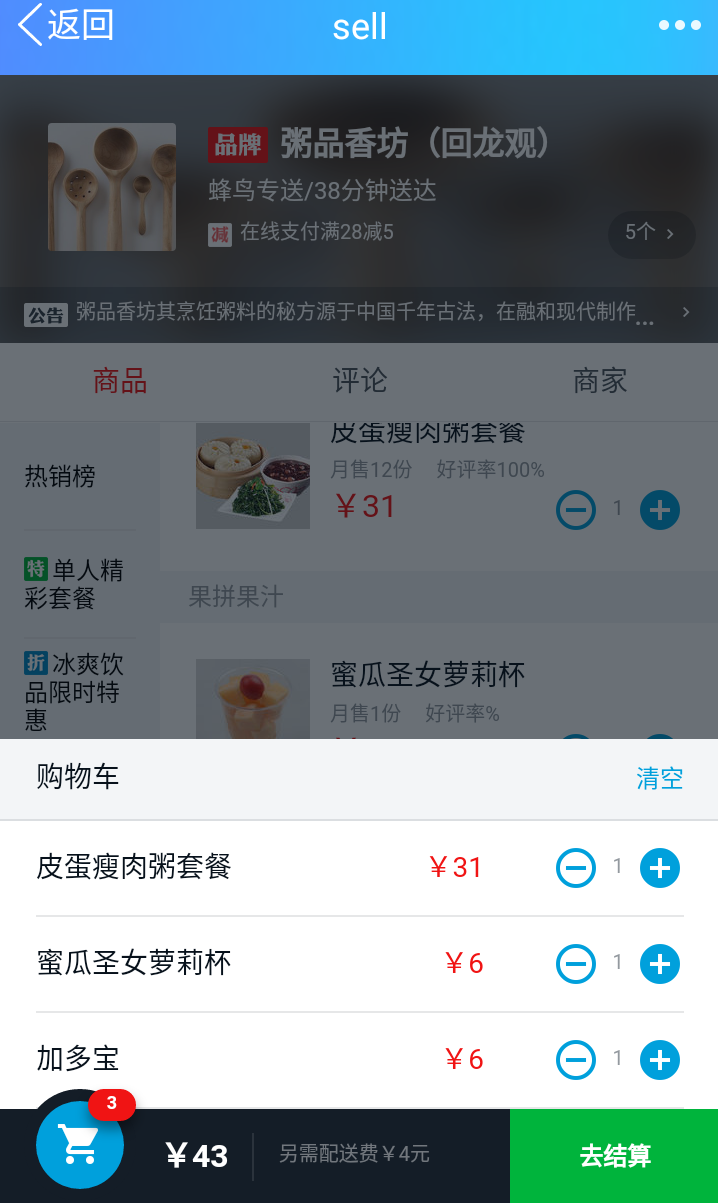 返回
sell
品牌 粥品香坊（回龙观）
蜂鸟专送/38分钟送达
减 在线支付满28减5
5个
公告 粥品香坊其烹饪粥料的秘方源于中国千年古法，在融和现代制作...
商品
评论
商家
热销榜
特 单人精
彩套餐
折 冰爽饮
品限时特
惠
皮蛋瘦肉粥套餐
月售12份 好评率100%
￥31
1
果拼果汁
蜜瓜圣女萝莉杯
月售1份 好评率%
购物车
清空
皮蛋瘦肉粥套餐 ￥31 1
蜜瓜圣女萝莉杯 ￥6 1
加多宝 ￥6 1
3
￥43
另需配送费￥4元
去结算